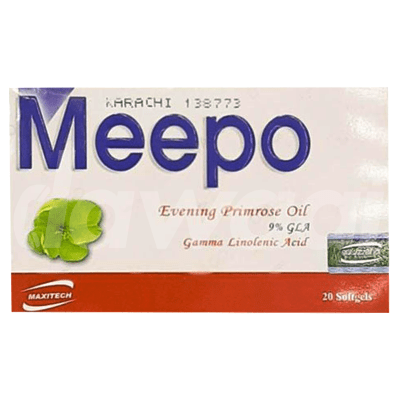 KARACHI 138773
Meepo
Evening Primrose Oil
9% GLA
Gamma Linolenic Acid
MAXITECH
20 Softgels